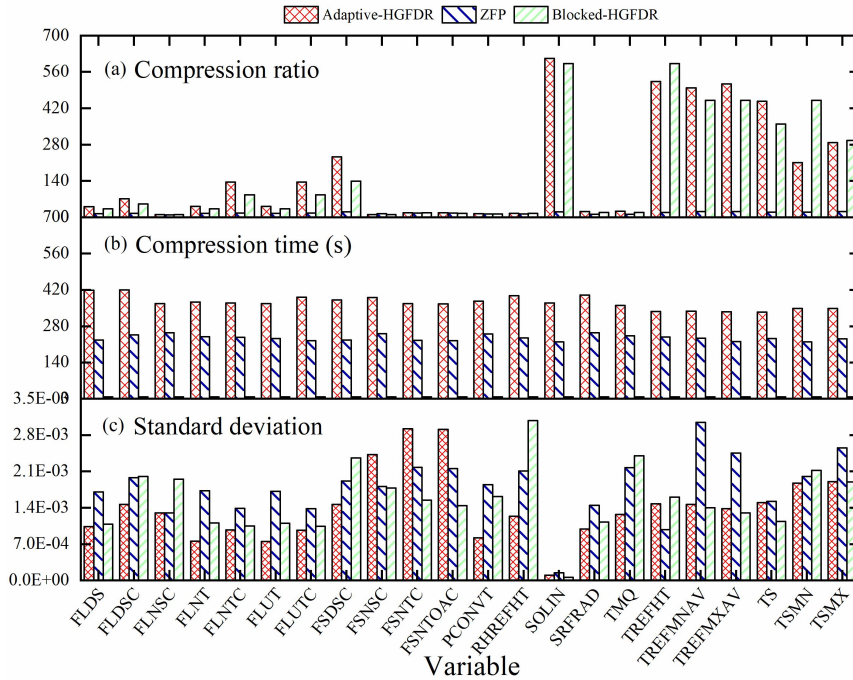 Adaptive-HGFDR ZFP Blocked-HGFDR
700
(a) Compression ratio
560
420
280
140
700
(b) Compression time (s)
560
420
280
140
3.5E-03
(c) Standard deviation
2.8E-03
2.1E-03
1.4E-03
7.0E-04
0.0E+00
FLDS
FLDSC
FLNSC
FLNT
FLNTC
FLUT
FLUTC
FSDSC
FSNSC
FSNTC
FSNTOAC
PCONVT
RHREFHT
SOLIN
SRFRAD
TMQ
TREFHT
TREFMNAV
TREFMXAV
TS
TSMN
TSMX
Variable